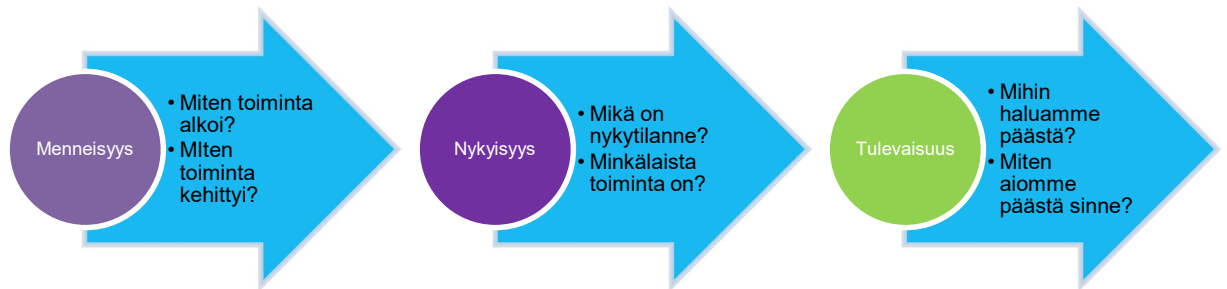 Menneisyys
• Miten toiminta
alkoi?
• MIten
toiminta
kehittyi?
Nykyisyys
• Mikä on
nykytilanne?
• Minkälaista
toiminta on?
Tulevaisuus
• Mihin
haluamme
päästä?
• Miten
aiomme
päästä sinne?